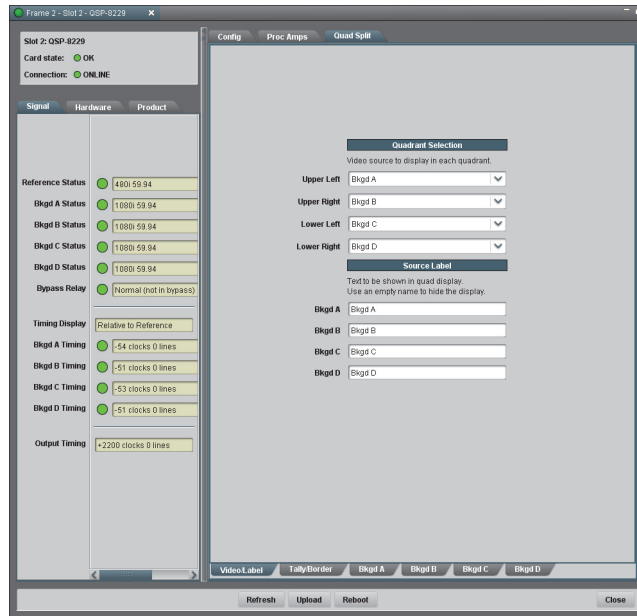 Frame 2 - Slot 2 - QSP-8229 x
Slot 2: QSP-8229
Card state: OK
Connection: ONLINE
Signal Hardware Product
Reference Status 480i 59.94
Bkgd A Status 1080i 59.94
Bkgd B Status 1080i 59.94
Bkgd C Status 1080i 59.94
Bkgd D Status 1080i 59.94
Bypass Relay Normal (not in bypass)
Timing Display Relative to Reference
Bkgd A Timing -54 clocks 0 lines
Bkgd B Timing -51 clocks 0 lines
Bkgd C Timing -53 clocks 0 lines
Bkgd D Timing -51 clocks 0 lines
Output Timing +2200 clocks 0 lines
Config Proc Amps Quad Split
Quadrant Selection
Video source to display in each quadrant.
Upper Left Bkgd A
Upper Right Bkgd B
Lower Left Bkgd C
Lower Right Bkgd D
Source Label
Text to be shown in quad display.
Use an empty name to hide the display.
Bkgd A Bkgd A
Bkgd B Bkgd B
Bkgd C Bkgd C
Bkgd D Bkgd D
Video/Label Tally/Border Bkgd A Bkgd B Bkgd C Bkgd D
Refresh Upload Reboot Close